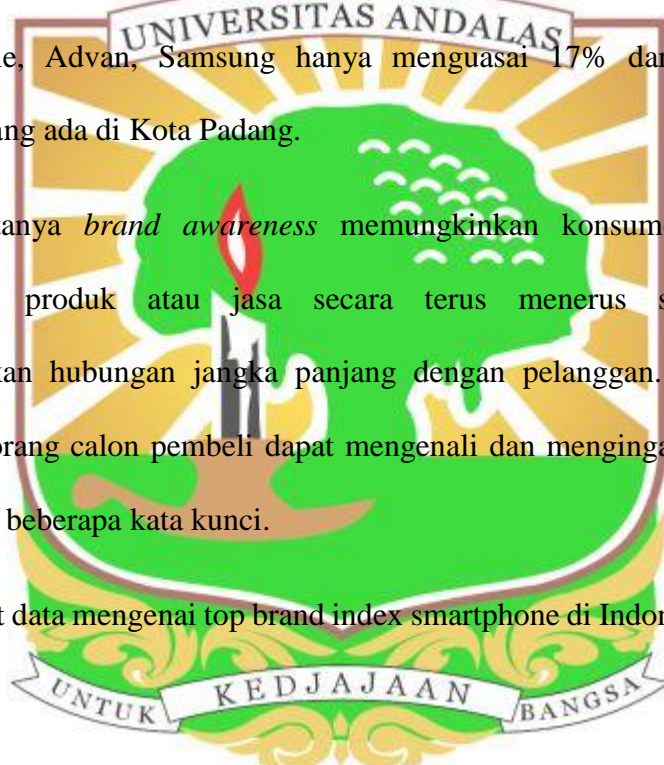 UNIVERSITAS ANDALAS
e, Advan, Samsung hanya menguasai 17% dar
ang ada di Kota Padang.
tanya brand awareness memungkinkan konsum
produk atau jasa secara terus menerus s
kan hubungan jangka panjang dengan pelanggan.
orang calon pembeli dapat mengenali dan menginga
beberapa kata kunci.
t data mengenai top brand index smartphone di Indon
UNTUK KEDJAJAAN BANGSA